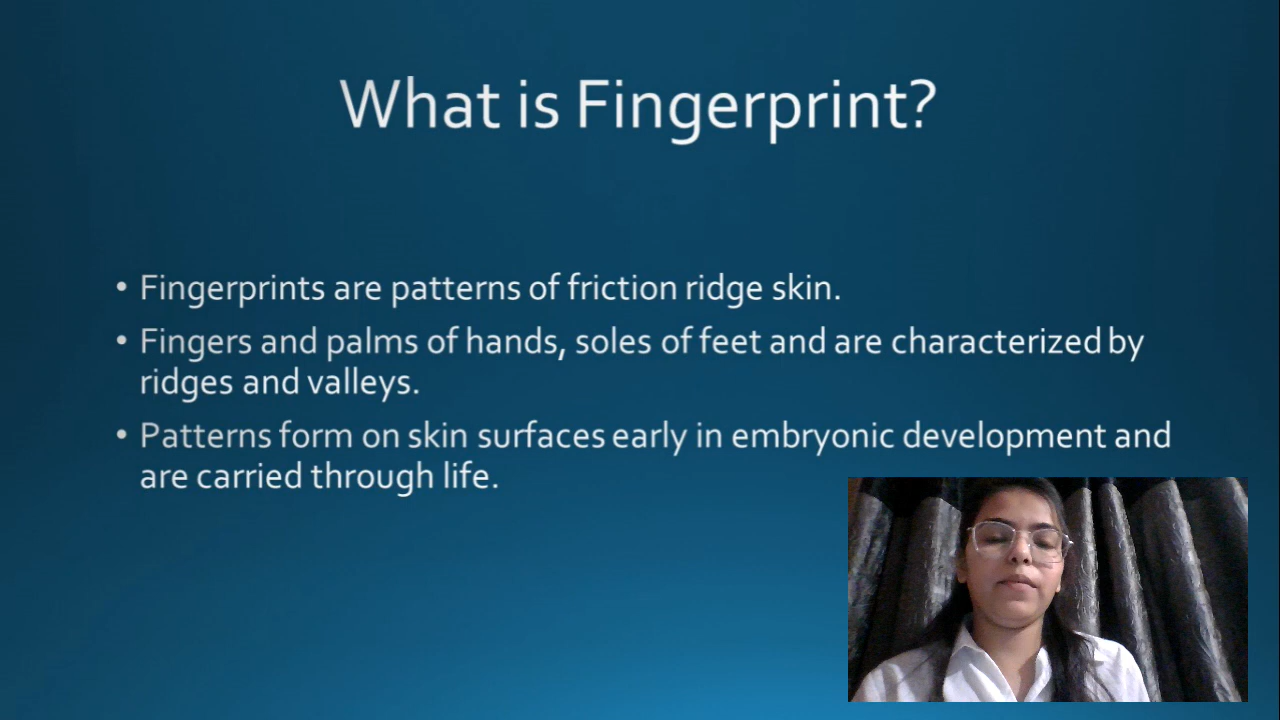 What is Fingerprint?
• Fingerprints are patterns of friction ridge skin.
• Fingers and palms of hands, soles of feet and are characterized by
ridges and valleys.
• Patterns form on skin surfaces early in embryonic development and
are carried through life.